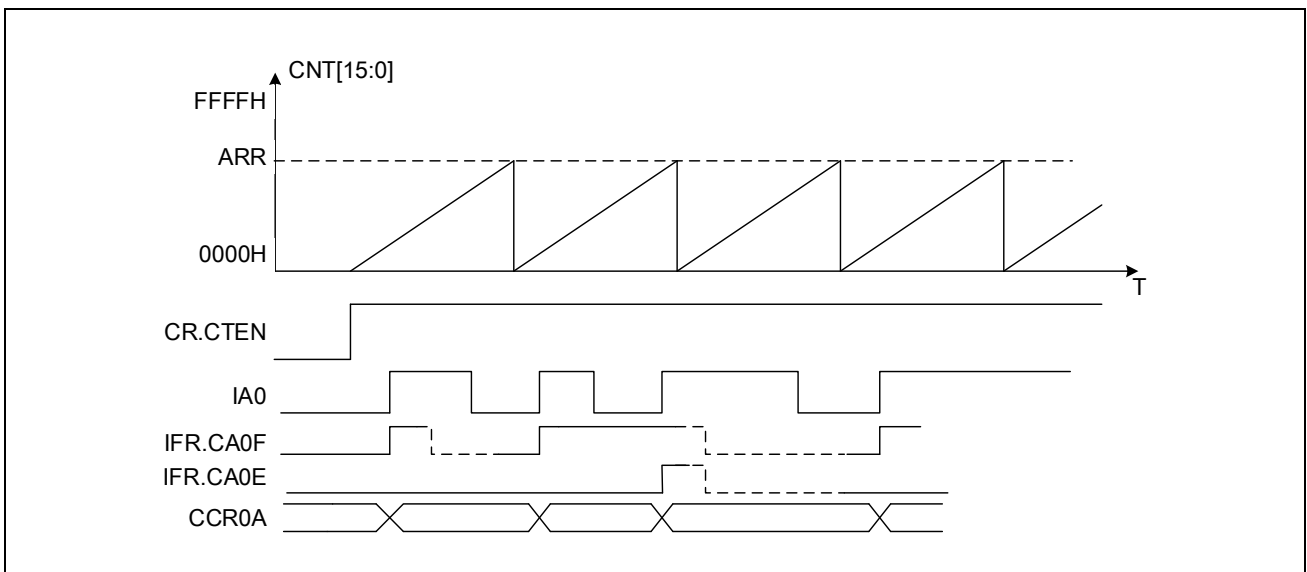 CNT[15:0]
FFFFH
ARR
0000H
T
CR.CTEN
IA0
IFR.CA0F
IFR.CA0E
CCR0A